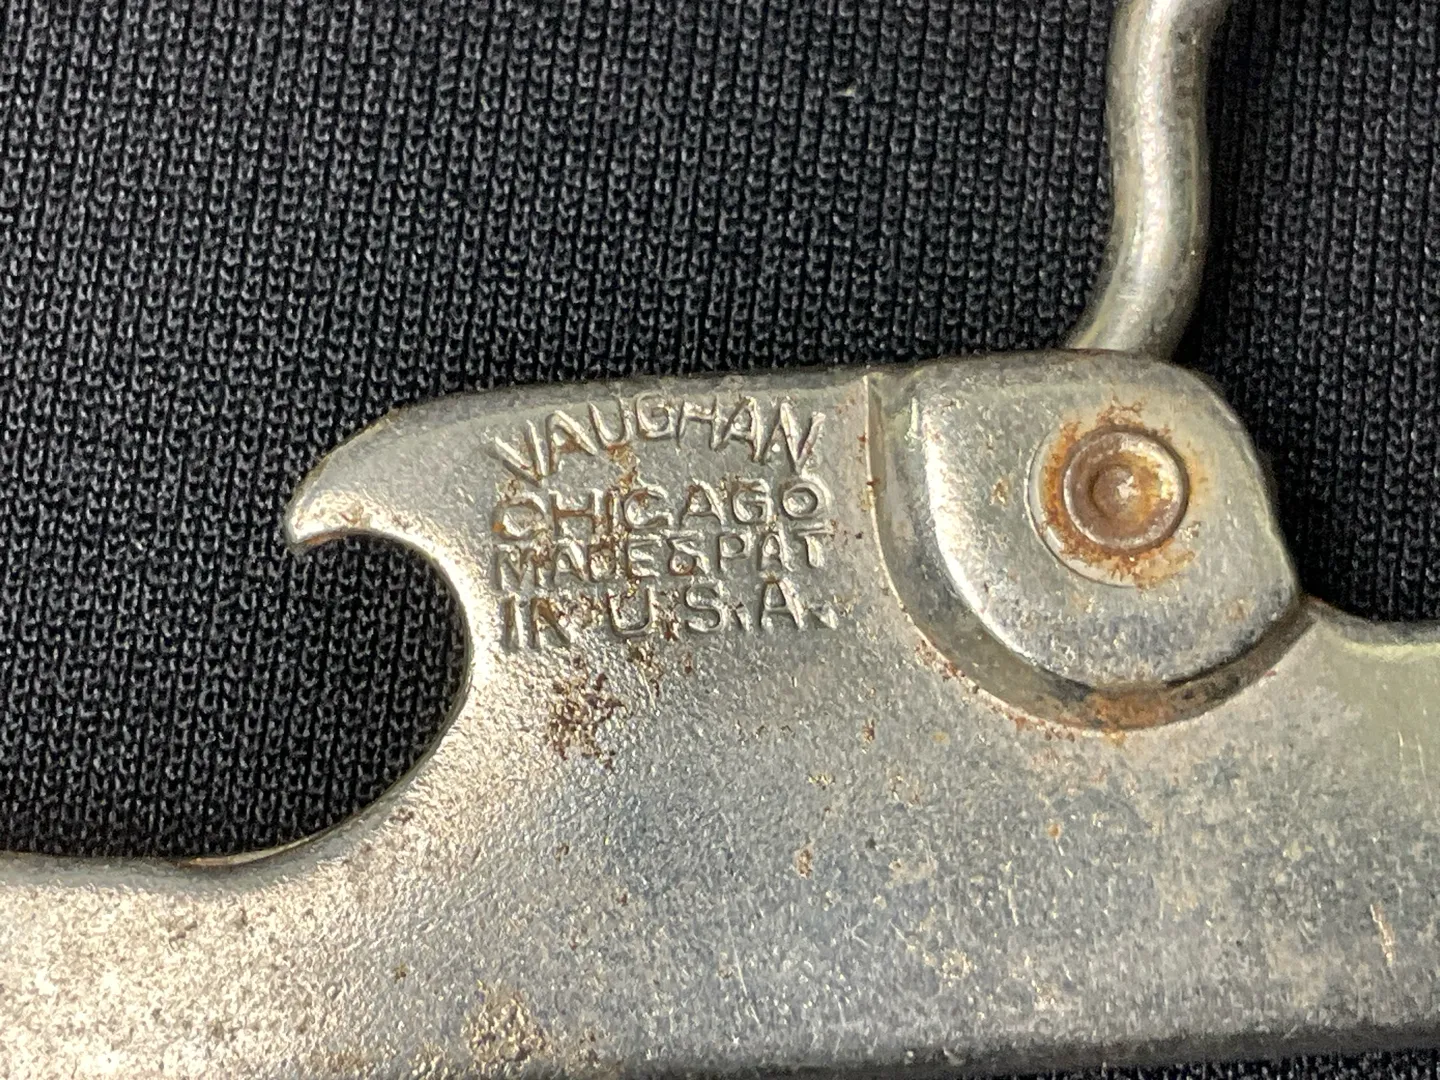 VAUGHAN
CHICAGO
MADE & PAT
IN U.S.A.